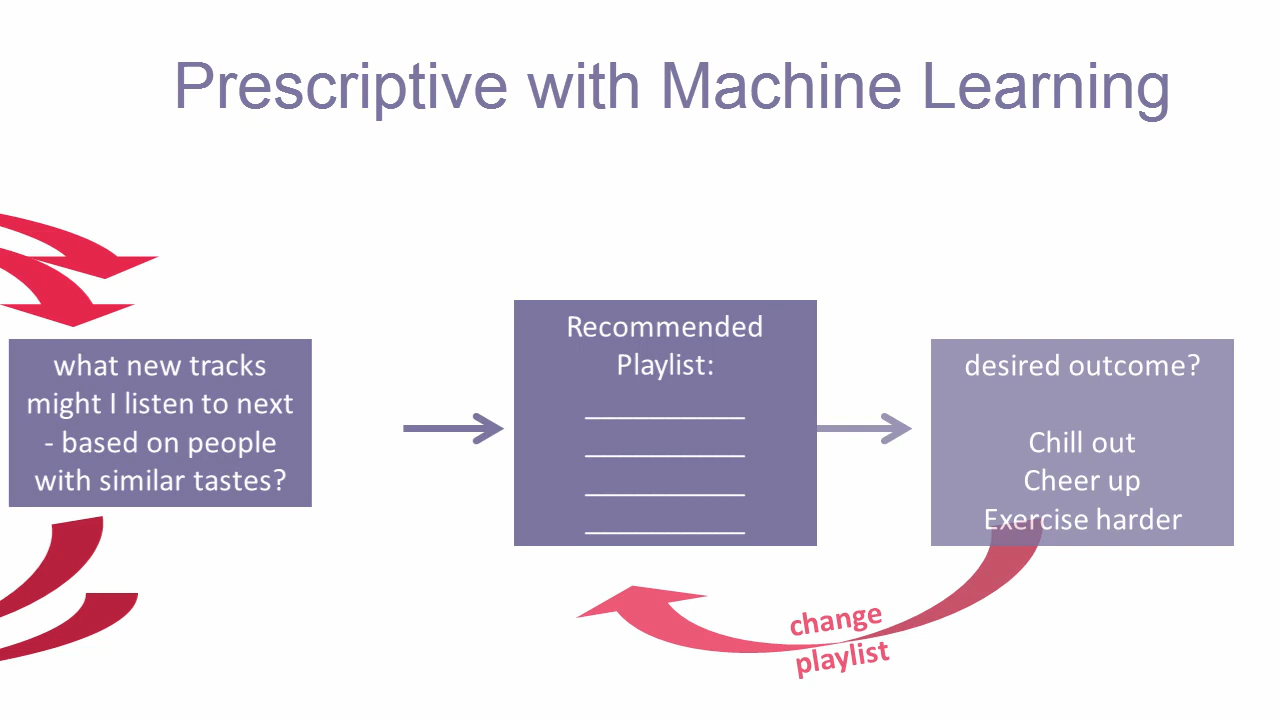 Prescriptive with Machine Learning
what new tracks
might I listen to next
- based on people
with similar tastes?
Recommended
Playlist:
desired outcome?
Chill out
Cheer up
Exercise harder
change
playlist